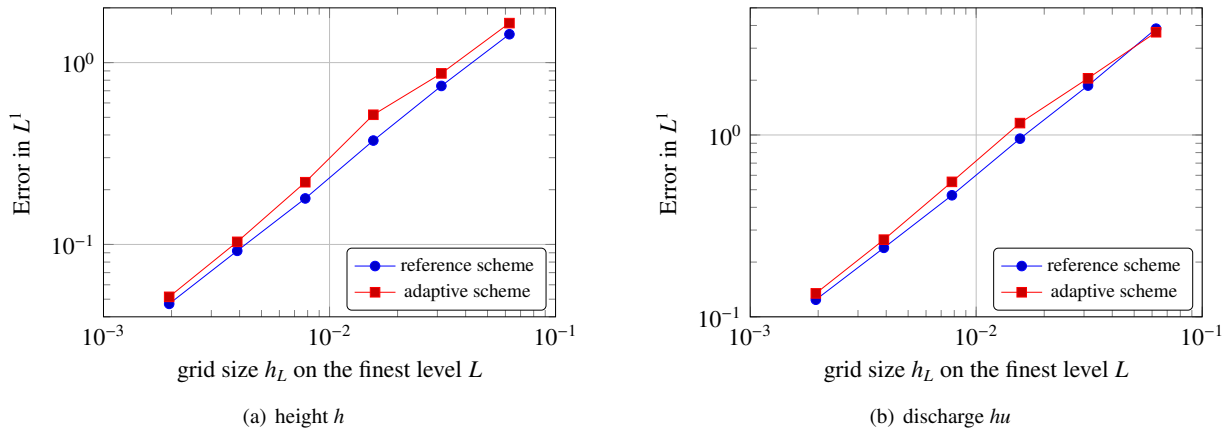 10^0
10^-1
Error in L^1
reference scheme
adaptive scheme
10^-3
10^-2
10^-1
grid size h_L on the finest level L
(a) height h
10^0
10^-1
Error in L^1
reference scheme
adaptive scheme
10^-3
10^-2
10^-1
grid size h_L on the finest level L
(b) discharge hu